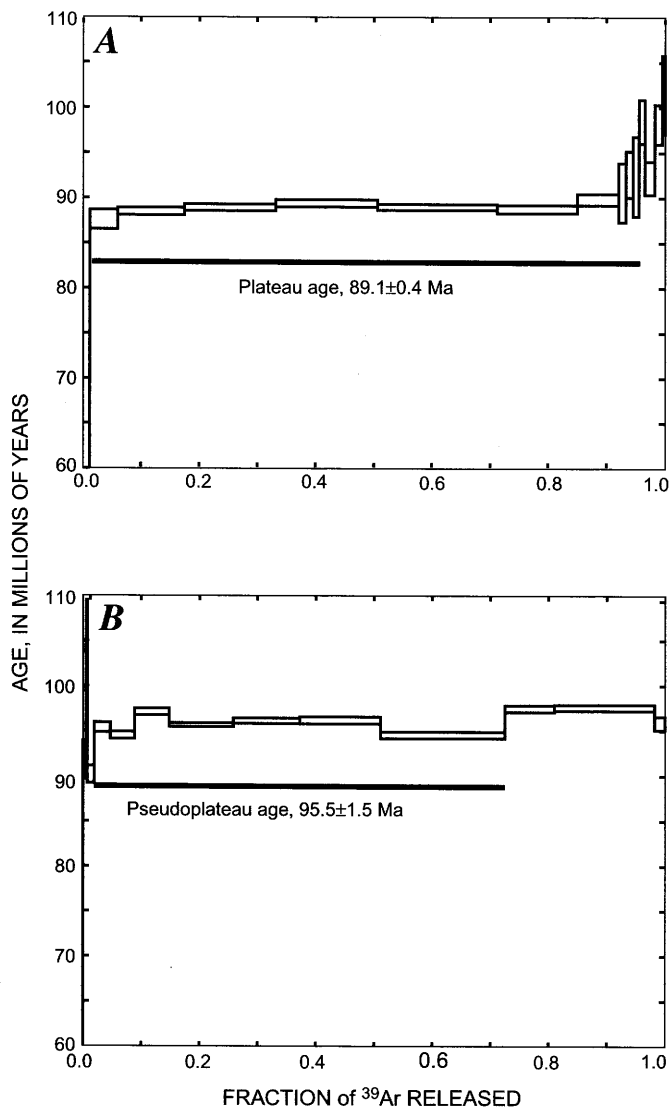 110
A
100
90
80
70
60
Plateau age, 89.1±0.4 Ma
0.0 0.2 0.4 0.6 0.8 1.0
AGE, IN MILLIONS OF YEARS
110
B
100
90
80
70
60
Pseudoplateau age, 95.5±1.5 Ma
0.0 0.2 0.4 0.6 0.8 1.0
FRACTION of ³⁹Ar RELEASED